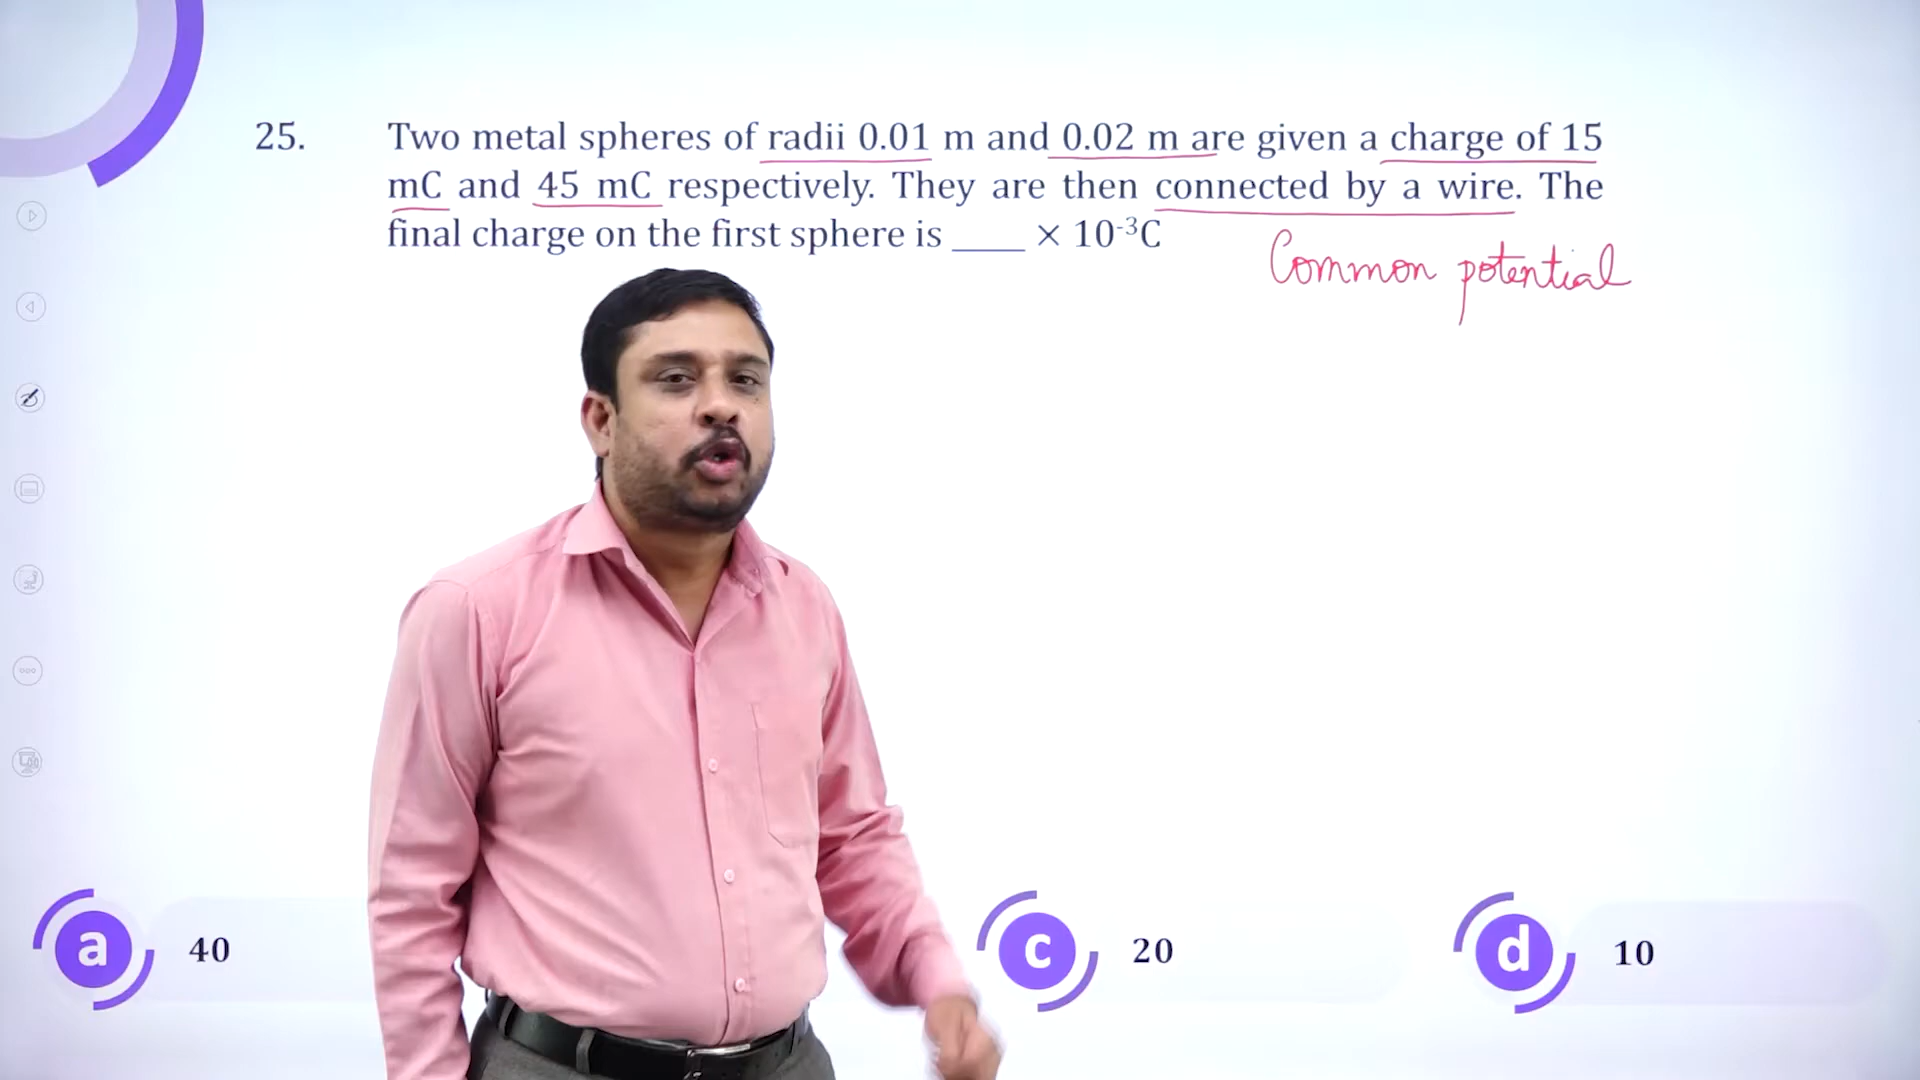 25. Two metal spheres of radii 0.01 m and 0.02 m are given a charge of 15
mC and 45 mC respectively. They are then connected by a wire. The
final charge on the first sphere is ____ × 10⁻³C
Common potential
a 40
c 20
d 10